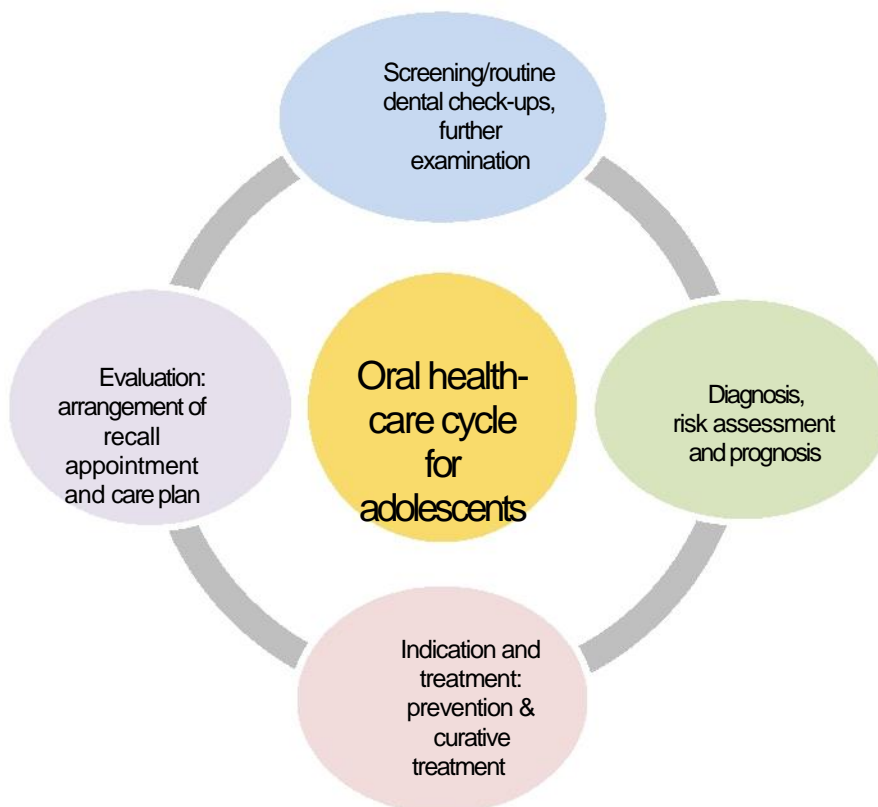 Screening/routine
dental check-ups,
further
examination
Evaluation:
arrangement of
recall
appointment
and care plan
Oral health-
care cycle
for
adolescents
Diagnosis,
risk assessment
and prognosis
Indication and
treatment:
prevention &
curative
treatment